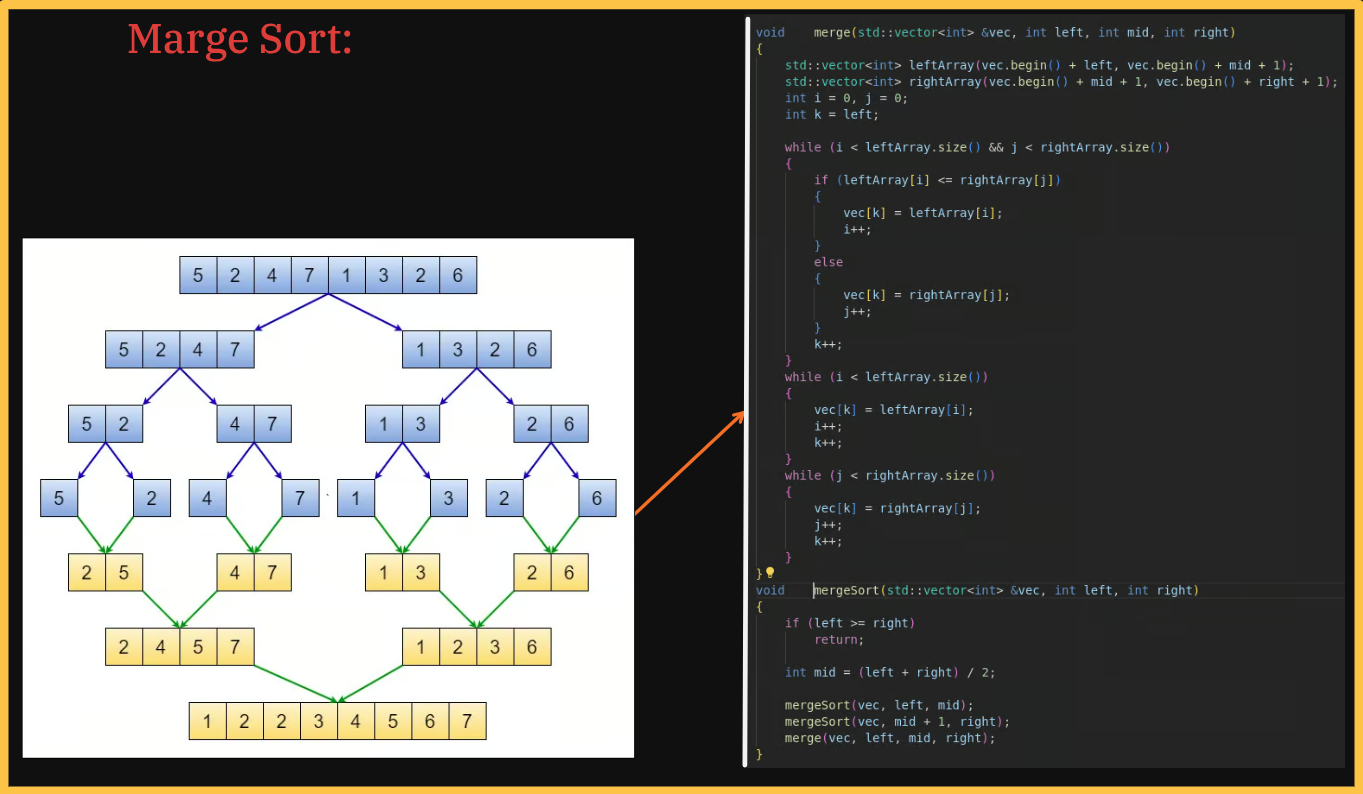 Marge Sort:
5 2 4 7 1 3 2 6
5 2 4 7 1 3 2 6
5 2 4 7 1 3 2 6
5 2 4 7 1 3 2 6
2 5 4 7 1 3 2 6
2 4 5 7 1 2 3 6
1 2 2 3 4 5 6 7
void    merge(std::vector<int> &vec, int left, int mid, int right)
{
    std::vector<int> leftArray(vec.begin() + left, vec.begin() + mid + 1);
    std::vector<int> rightArray(vec.begin() + mid + 1, vec.begin() + right + 1);
    int i = 0, j = 0;
    int k = left;
    while (i < leftArray.size() && j < rightArray.size())
    {
        if (leftArray[i] <= rightArray[j])
        {
            vec[k] = leftArray[i];
            i++;
        }
        else
        {
            vec[k] = rightArray[j];
            j++;
        }
        k++;
    }
    while (i < leftArray.size())
    {
        vec[k] = leftArray[i];
        i++;
        k++;
    }
    while (j < rightArray.size())
    {
        vec[k] = rightArray[j];
        j++;
        k++;
    }
}
void    mergeSort(std::vector<int> &vec, int left, int right)
{
    if (left >= right)
        return;
    int mid = (left + right) / 2;
    mergeSort(vec, left, mid);
    mergeSort(vec, mid + 1, right);
    merge(vec, left, mid, right);
}